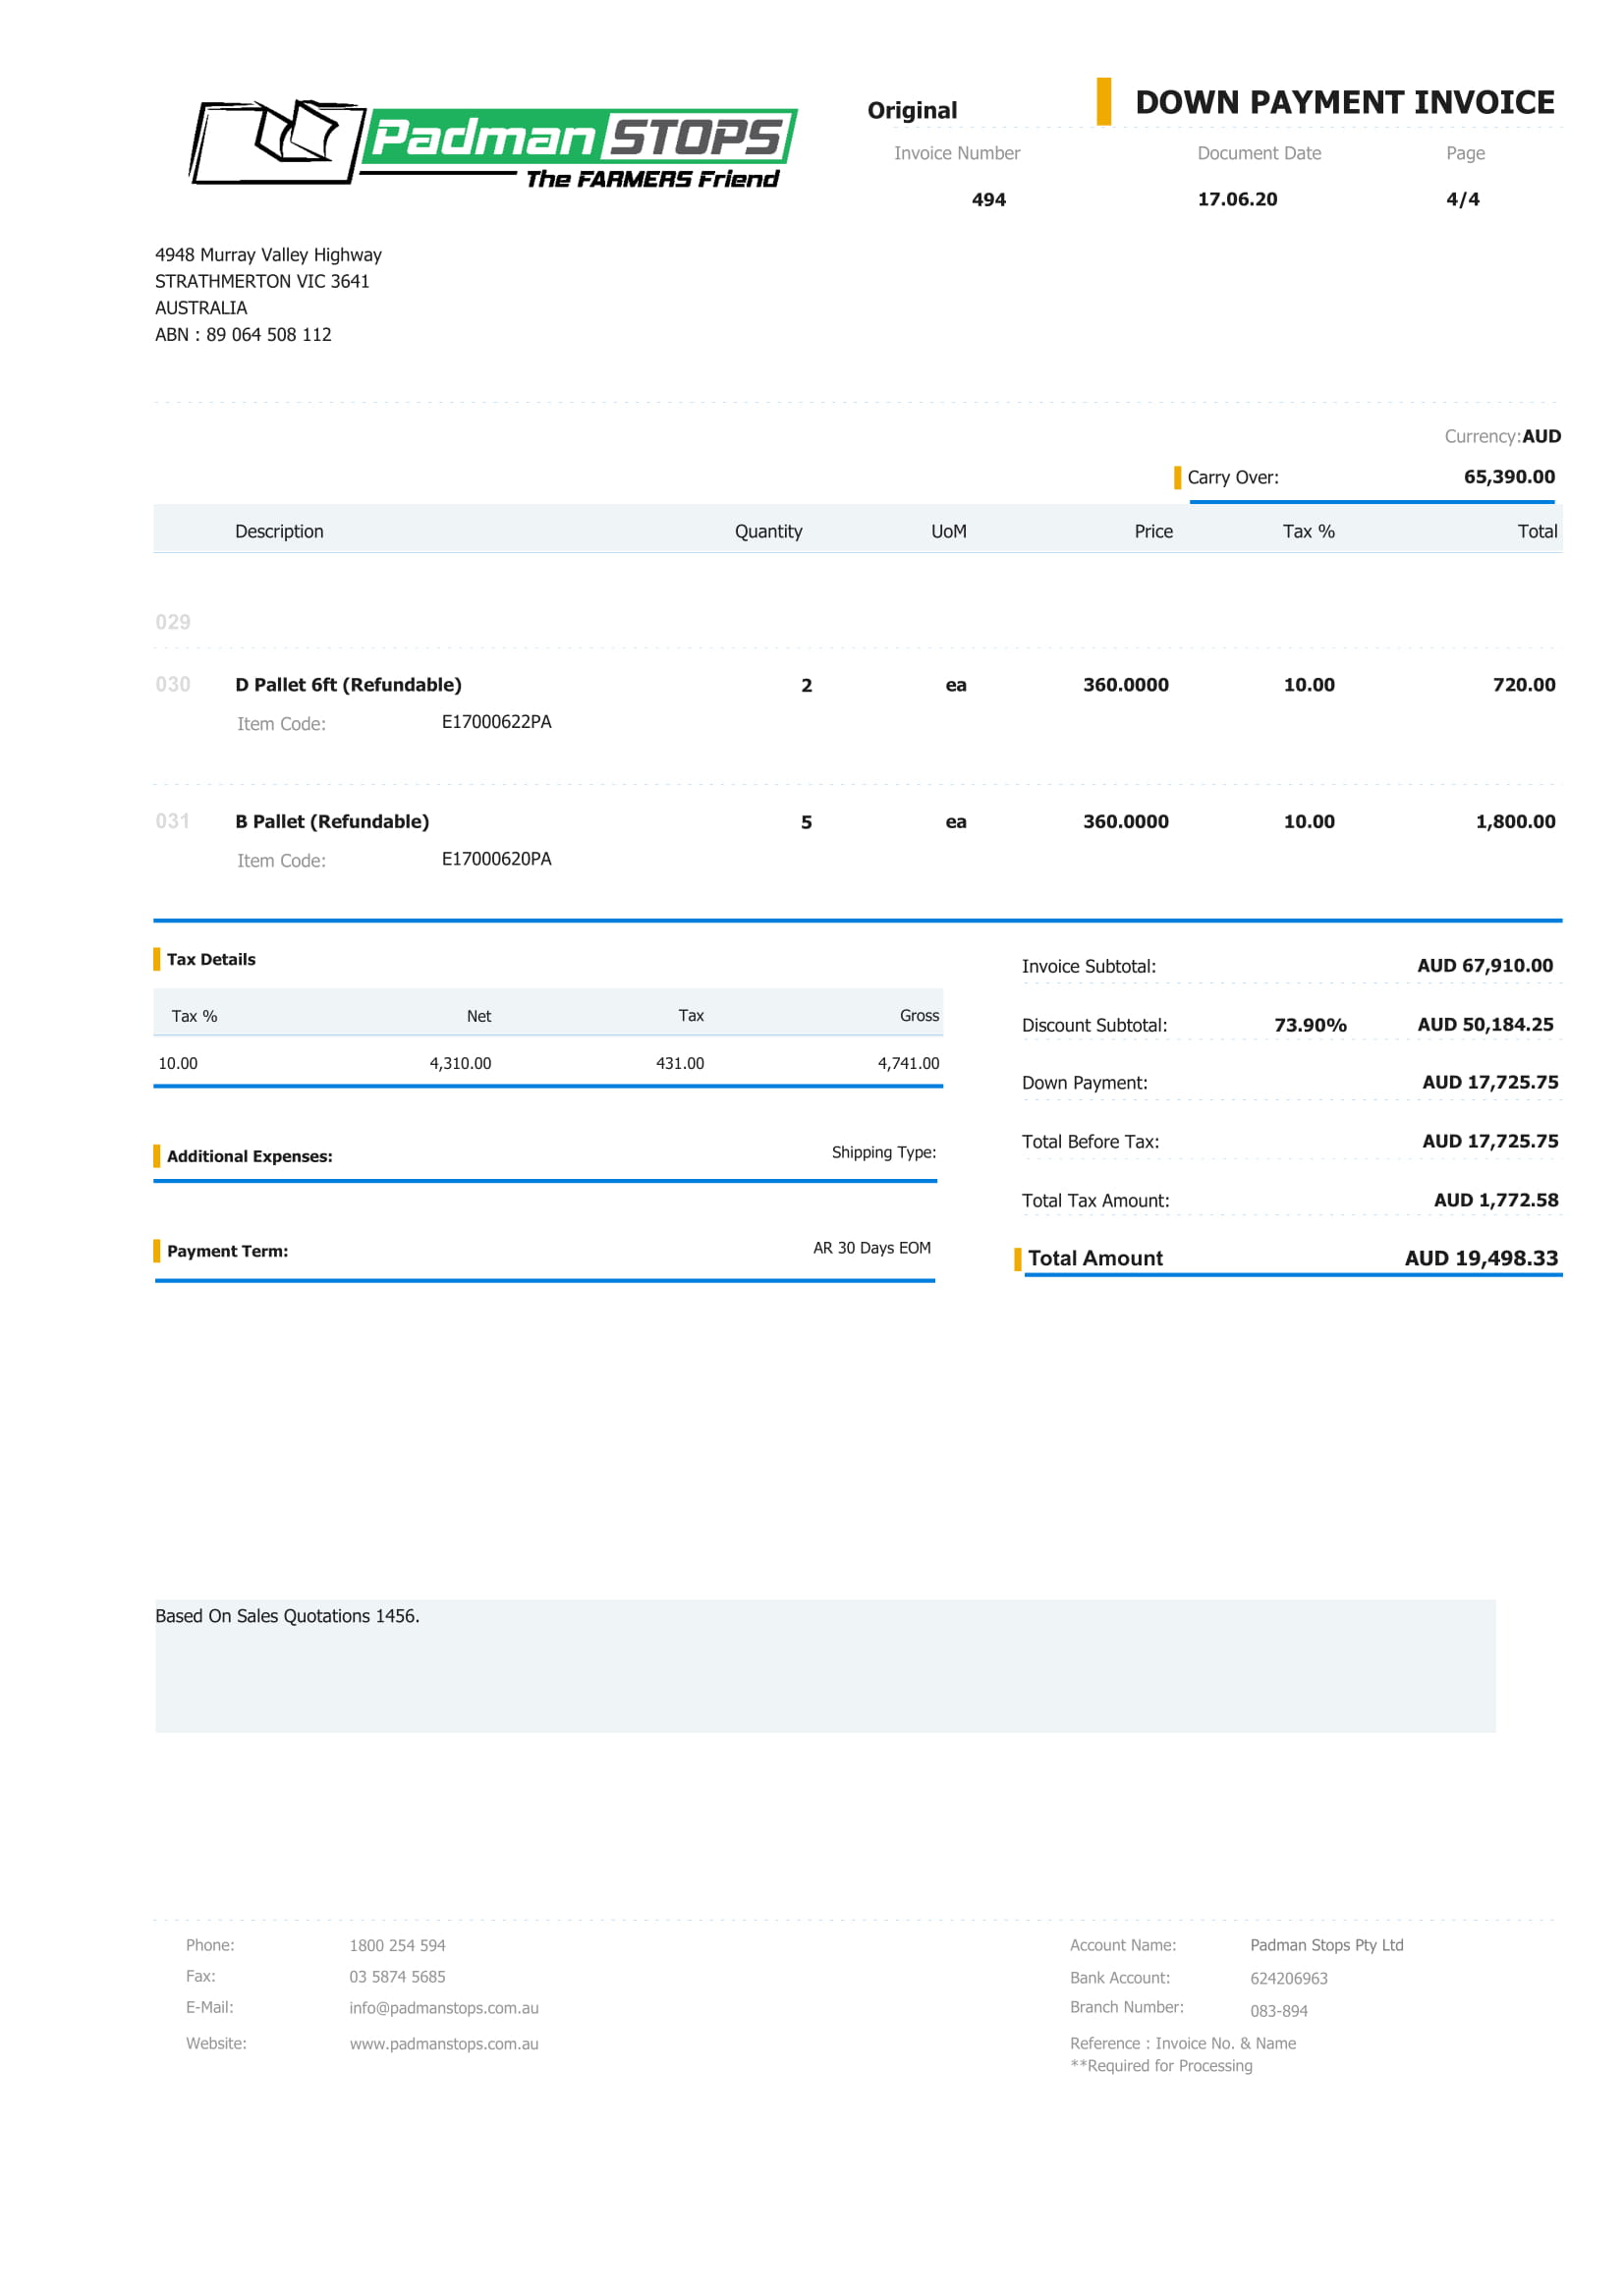 Padman STOPS
The FARMERS Friend
Original
DOWN PAYMENT INVOICE
Invoice Number Document Date Page
494 17.06.20 4/4
4948 Murray Valley Highway
STRATHMERTON VIC 3641
AUSTRALIA
ABN : 89 064 508 112
Currency:AUD
Carry Over: 65,390.00
Description Quantity UoM Price Tax % Total
029
030 D Pallet 6ft (Refundable) 2 ea 360.0000 10.00 720.00
Item Code: E17000622PA
031 B Pallet (Refundable) 5 ea 360.0000 10.00 1,800.00
Item Code: E17000620PA
Tax Details
Tax % Net Tax Gross
10.00 4,310.00 431.00 4,741.00
Additional Expenses: Shipping Type:
Payment Term: AR 30 Days EOM
Invoice Subtotal: AUD 67,910.00
Discount Subtotal: 73.90% AUD 50,184.25
Down Payment: AUD 17,725.75
Total Before Tax: AUD 17,725.75
Total Tax Amount: AUD 1,772.58
Total Amount AUD 19,498.33
Based On Sales Quotations 1456.
Phone: 1800 254 594
Fax: 03 5874 5685
E-Mail: info@padmanstops.com.au
Website: www.padmanstops.com.au
Account Name: Padman Stops Pty Ltd
Bank Account: 624206963
Branch Number: 083-894
Reference : Invoice No. & Name
**Required for Processing